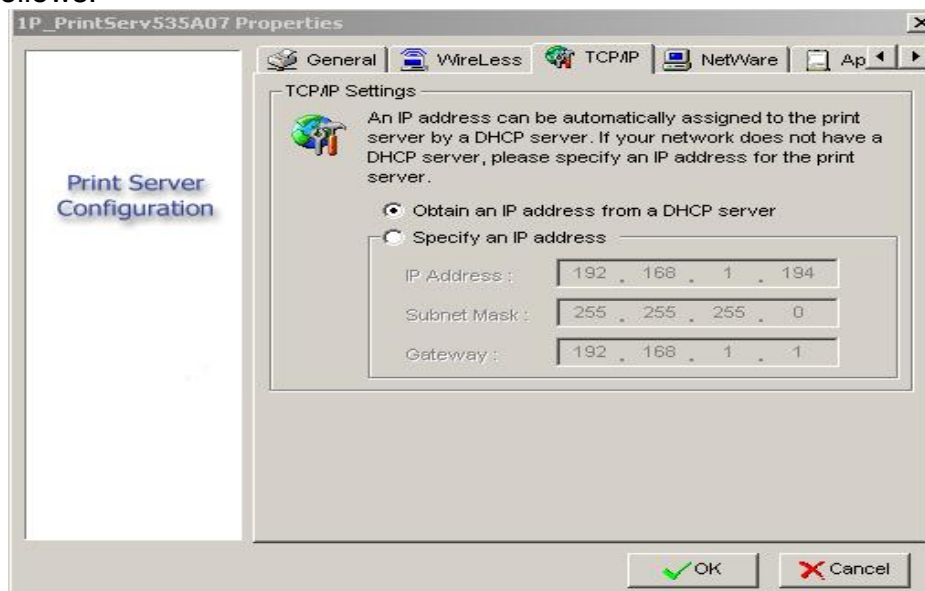 1P_PrintServ535A07 Properties
General WireLess TCP/IP NetWare Ap
TCP/IP Settings
An IP address can be automatically assigned to the print
server by a DHCP server. If your network does not have a
DHCP server, please specify an IP address for the print
server.
Print Server
Configuration
Obtain an IP address from a DHCP server
Specify an IP address
IP Address : 192 . 168 . 1 . 194
Subnet Mask : 255 . 255 . 255 . 0
Gateway : 192 . 168 . 1 . 1
OK Cancel